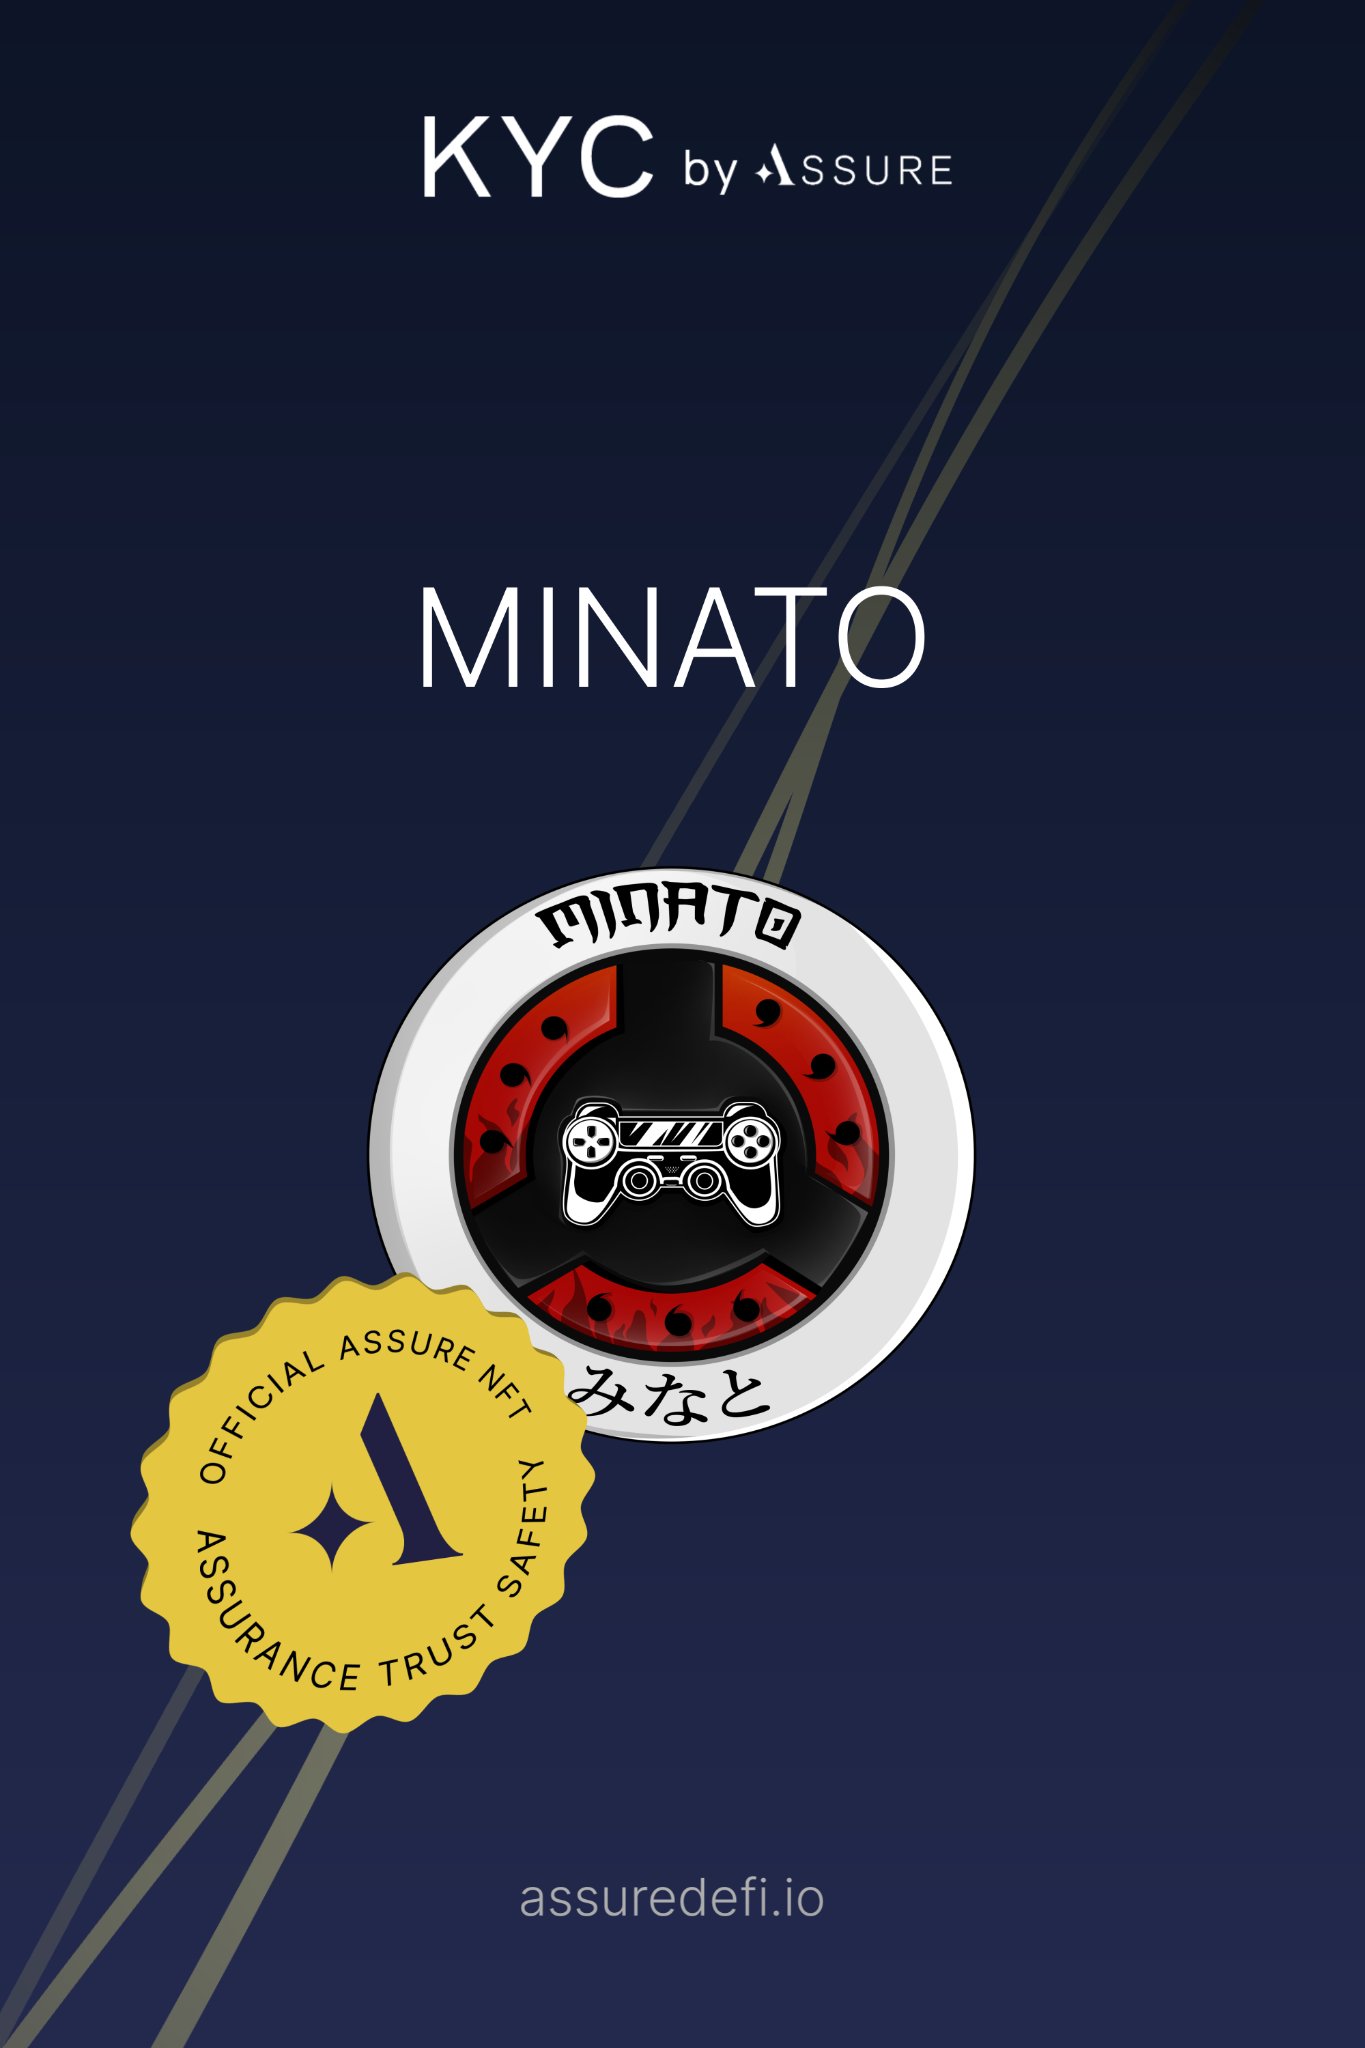 KYC by ASSURE
MINATO
MINATO
みなと
OFFICIAL ASSURE NFT
ASSURANCE TRUST SAFETY
assuredefi.io